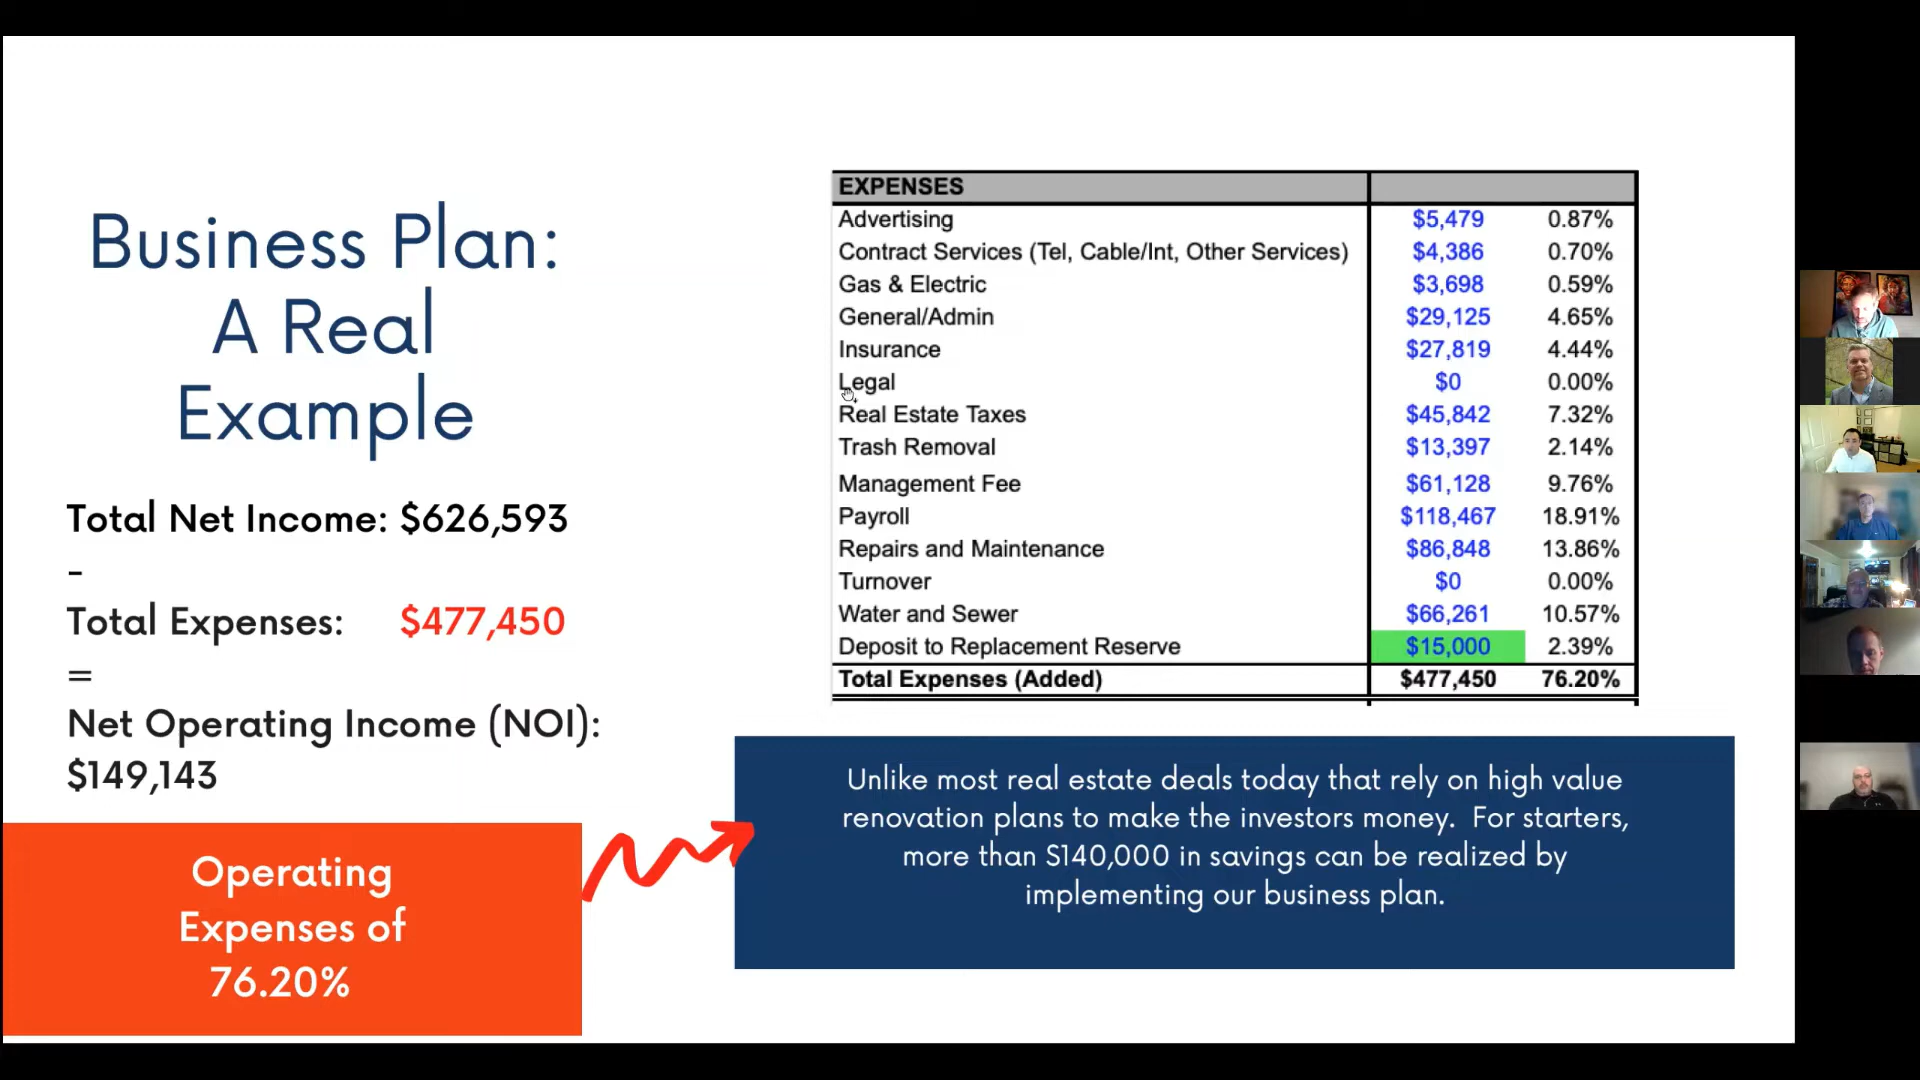 Business Plan:
A Real
Example
Total Net Income: $626,593
-
Total Expenses: $477,450
=
Net Operating Income (NOI):
$149,143
Operating
Expenses of
76.20%
EXPENSES
Advertising $5,479 0.87%
Contract Services (Tel, Cable/Int, Other Services) $4,386 0.70%
Gas & Electric $3,698 0.59%
General/Admin $29,125 4.65%
Insurance $27,819 4.44%
Legal $0 0.00%
Real Estate Taxes $45,842 7.32%
Trash Removal $13,397 2.14%
Management Fee $61,128 9.76%
Payroll $118,467 18.91%
Repairs and Maintenance $86,848 13.86%
Turnover $0 0.00%
Water and Sewer $66,261 10.57%
Deposit to Replacement Reserve $15,000 2.39%
Total Expenses (Added) $477,450 76.20%
Unlike most real estate deals today that rely on high value
renovation plans to make the investors money. For starters,
more than $140,000 in savings can be realized by
implementing our business plan.